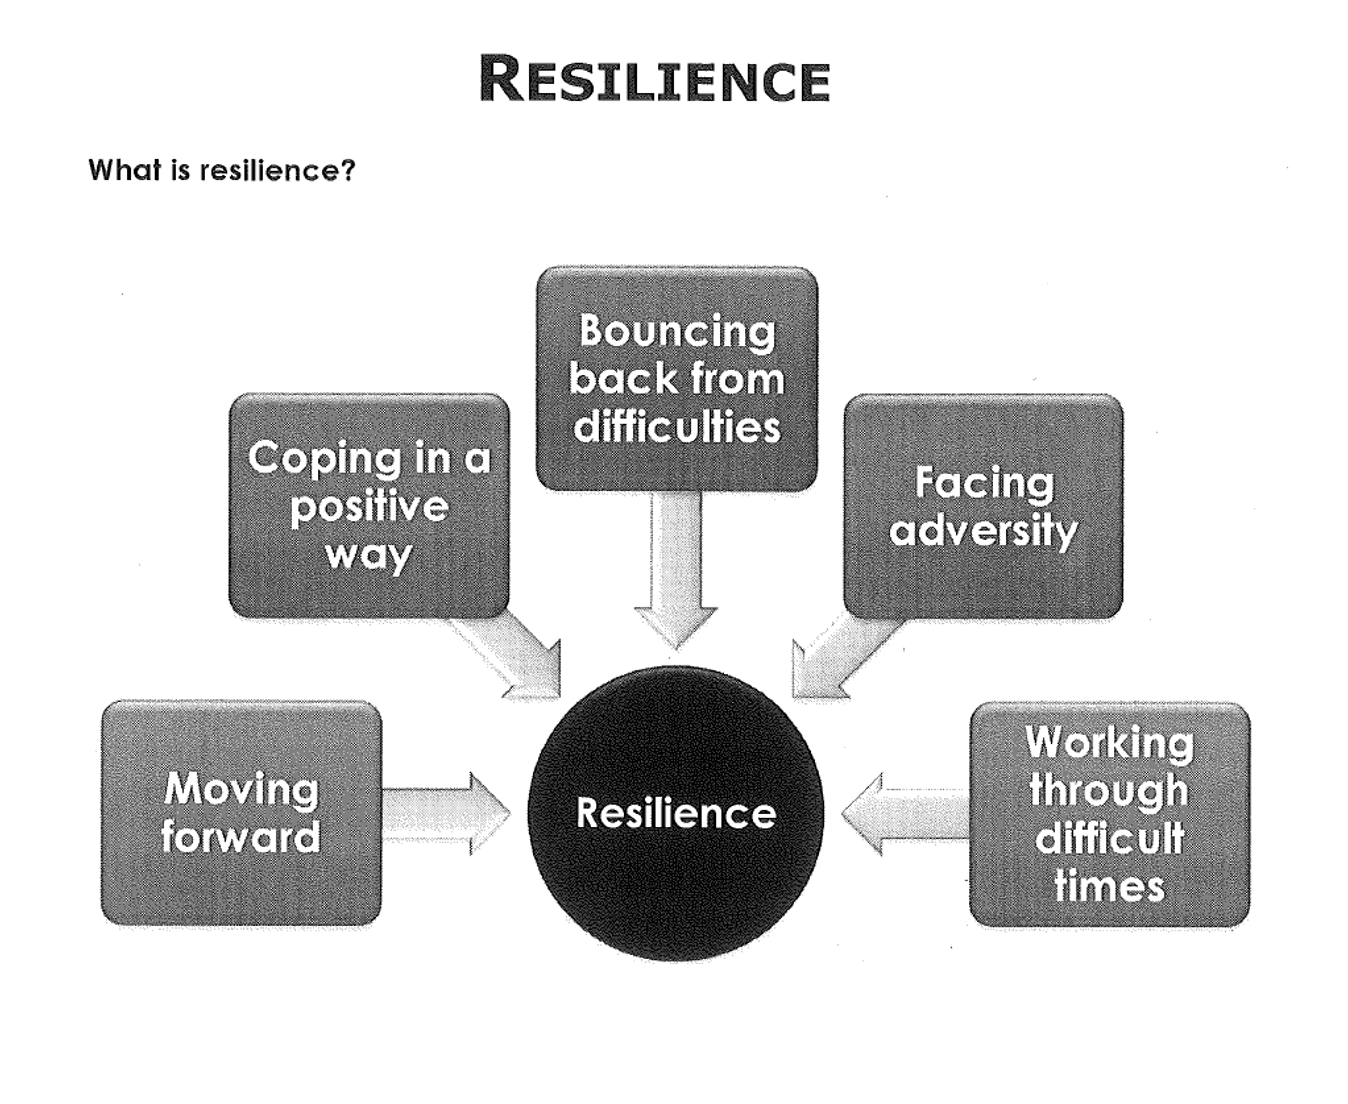 RESILIENCE
What is resilience?
Bouncing
back from
difficulties
Coping in a
positive
way
Facing
adversity
Moving
forward
Resilience
Working
through
difficult
times